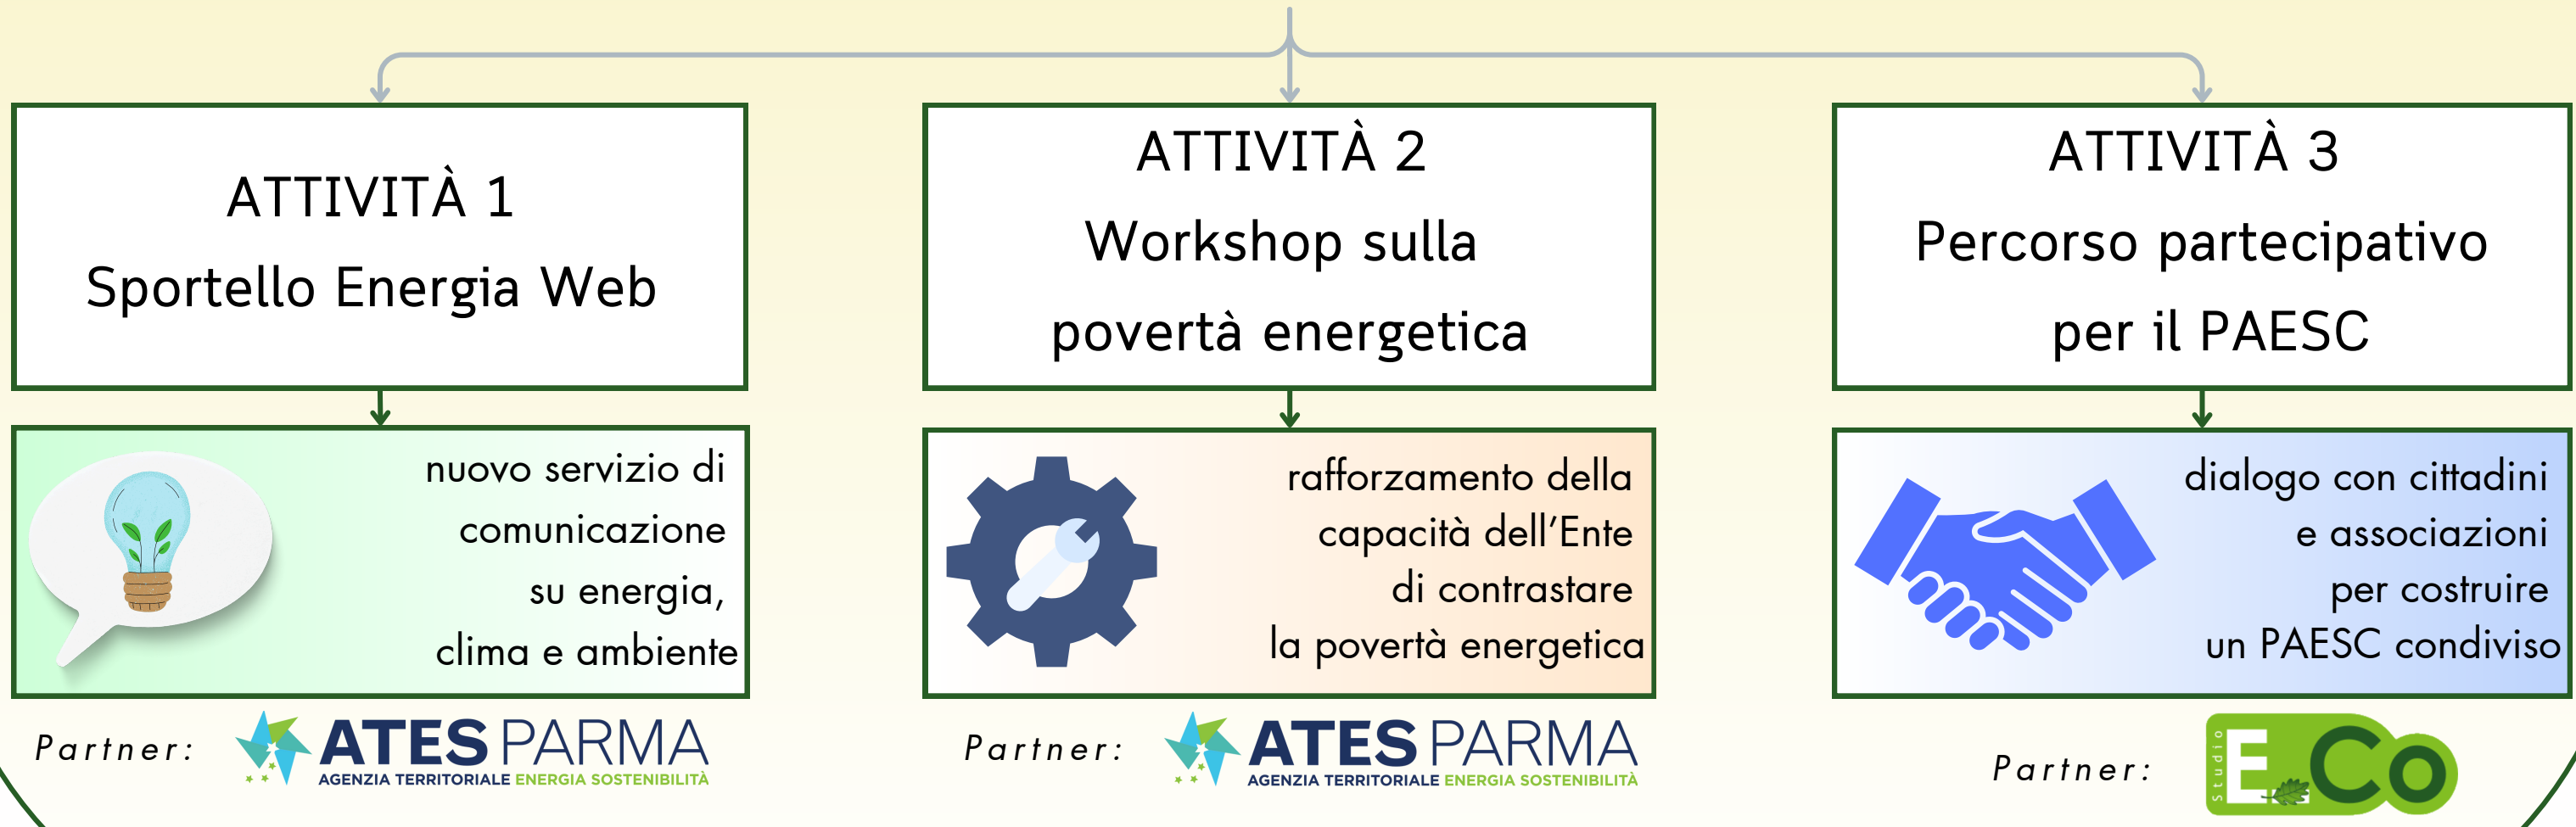 ATTIVITÀ 1
Sportello Energia Web
nuovo servizio di
comunicazione
su energia,
clima e ambiente
Partner:
ATES PARMA
AGENZIA TERRITORIALE ENERGIA SOSTENIBILITÀ
ATTIVITÀ 2
Workshop sulla
povertà energetica
rafforzamento della
capacità dell'Ente
di contrastare
la povertà energetica
Partner:
ATES PARMA
AGENZIA TERRITORIALE ENERGIA SOSTENIBILITÀ
ATTIVITÀ 3
Percorso partecipativo
per il PAESC
dialogo con cittadini
e associazioni
per costruire
un PAESC condiviso
Partner:
Studio
E.Co